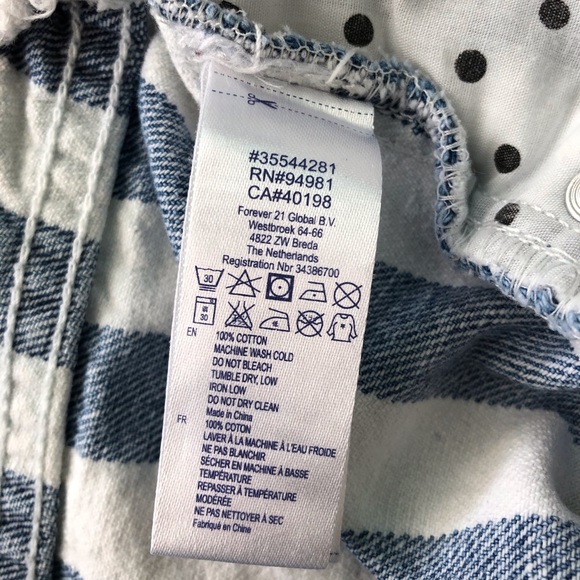 #35544281
RN#94981
CA#40198
Forever 21 Global B.V.
Westbroek 64-66
4822 ZW Breda
The Netherlands
Registration Nbr 34386700
30
30
EN
100% COTTON
MACHINE WASH COLD
DO NOT BLEACH
TUMBLE DRY, LOW
IRON LOW
DO NOT DRY CLEAN
Made in China
FR
100% COTON
LAVER À LA MACHINE À L'EAU FROIDE
NE PAS BLANCHIR
SÉCHER EN MACHINE À BASSE
TEMPÉRATURE
REPASSER À TEMPÉRATURE
MODÉRÉE
NE PAS NETTOYER À SEC
Fabriqué en Chine